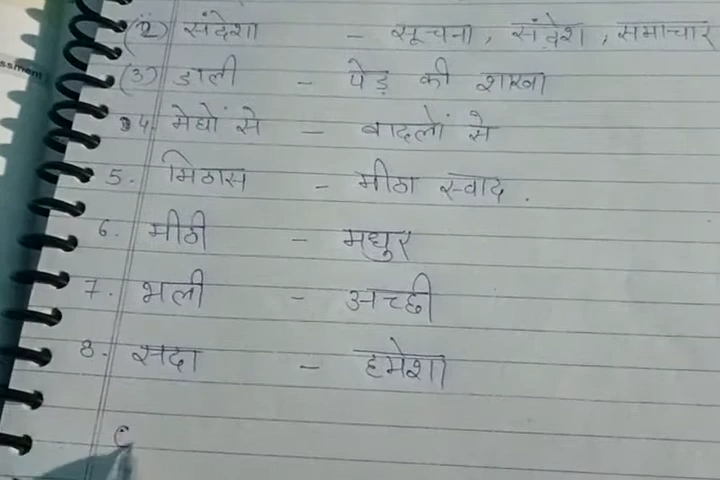 (2) संदेशा - सूचना, संदेश, समाचार
(3) डाली - पेड़ की शाखा
4. मेघों से - बादलों से
5. मिठास - मीठा स्वाद.
6. मीठी - मधुर
7. भली - अच्छी
8. सदा - हमेशा